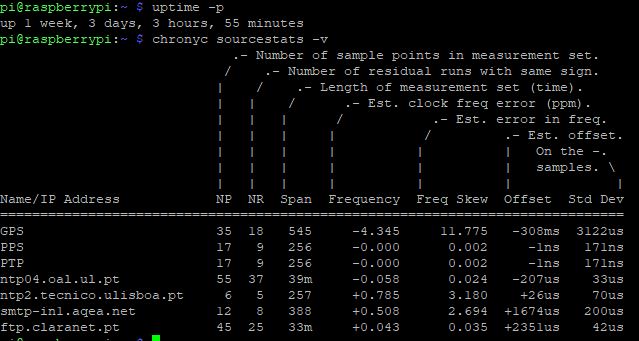 pi@raspberrypi:~ $ uptime -p
up 1 week, 3 days, 3 hours, 55 minutes
pi@raspberrypi:~ $ chronyc sourcestats -v
                             .- Number of sample points in measurement set.
                            /    .- Number of residual runs with same sign.
                           |    /    .- Length of measurement set (time).
                           |   |    /      .- Est. clock freq error (ppm).
                           |   |   |      /           .- Est. error in freq.
                           |   |   |     |           /         .- Est. offset.
                           |   |   |     |          |          |   On the -.
                           |   |   |     |          |          |   samples. \
                           |   |   |     |          |          |             |
Name/IP Address            NP  NR  Span  Frequency  Freq Skew  Offset  Std Dev
==============================================================================
GPS                        35  18   545     -4.345     11.775   -308ms  3122us
PPS                        17   9   256     -0.000      0.002     -1ns   171ns
PTP                        17   9   256     -0.000      0.002     -1ns   171ns
ntp04.oal.ul.pt            55  37   39m     -0.058      0.024   -207us    33us
ntp2.tecnico.ulisboa.pt     6   5   257     +0.785      3.180    +26us    70us
smtp-in1.aqea.net          12   8   388     +0.508      2.694  +1674us   200us
ftp.claranet.pt            45  25   33m     +0.043      0.035  +2351us    42us
pi@raspberrypi:~ $